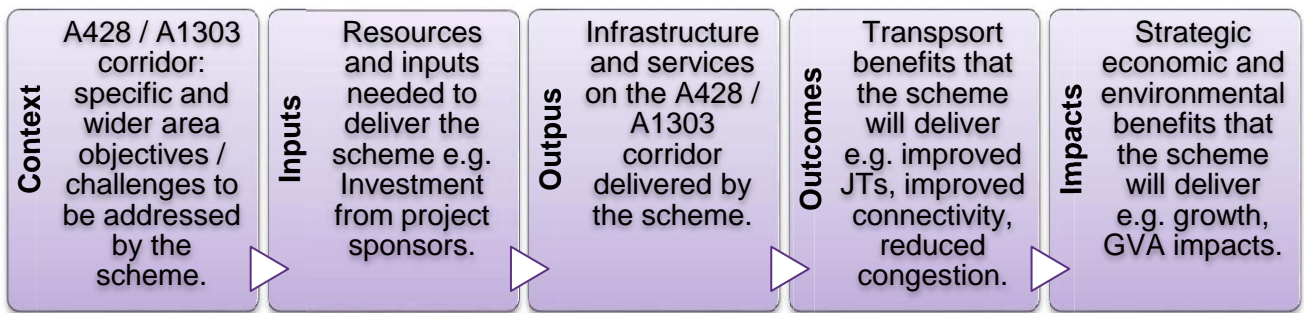 Context
A428 / A1303
corridor:
specific and
wider area
objectives /
challenges to
be addressed
by the
scheme.
Inputs
Resources
and inputs
needed to
deliver the
scheme e.g.
Investment
from project
sponsors.
Outpus
Infrastructure
and services
on the A428 /
A1303
corridor
delivered by
the scheme.
Outcomes
Transpsort
benefits that
the scheme
will deliver
e.g. improved
JTs, improved
connectivity,
reduced
congestion.
Impacts
Strategic
economic and
environmental
benefits that
the scheme
will deliver
e.g. growth,
GVA impacts.